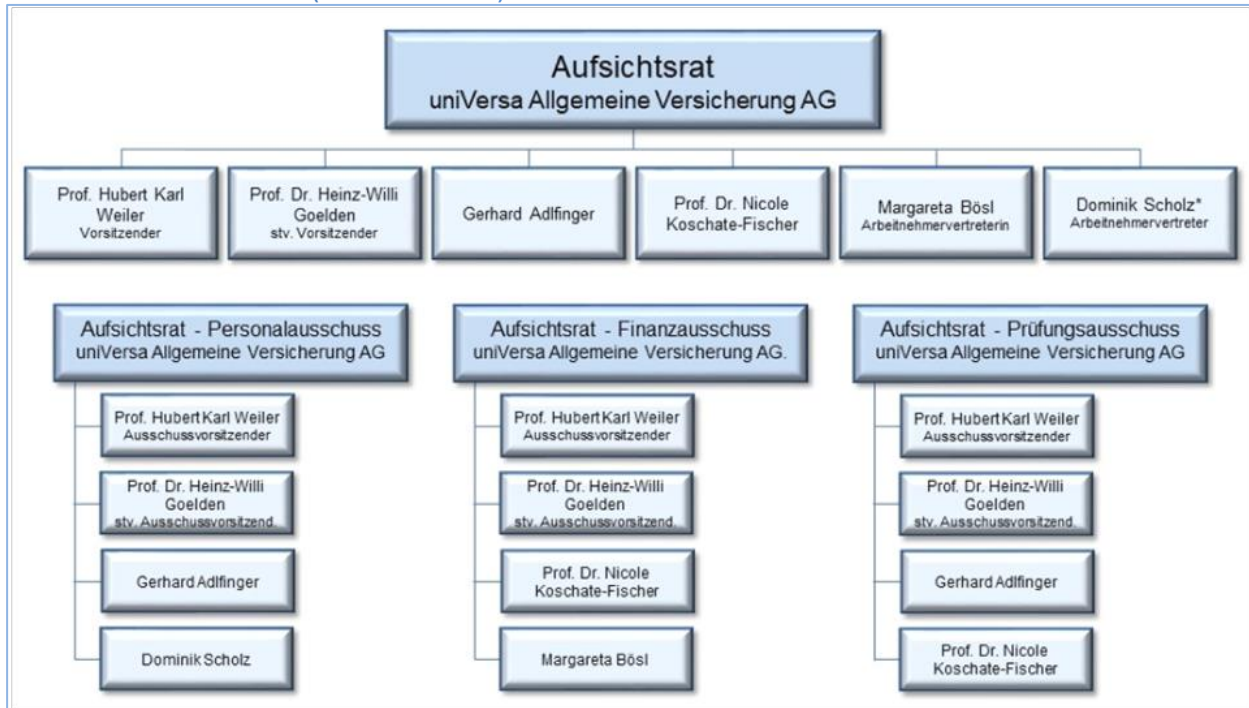 Aufsichtsrat
uniVersa Allgemeine Versicherung AG
Prof. Hubert Karl
Weiler
Vorsitzender
Prof. Dr. Heinz-Willi
Goelden
stv. Vorsitzender
Gerhard Adlfinger
Prof. Dr. Nicole
Koschate-Fischer
Margareta Bösl
Arbeitnehmervertreterin
Dominik Scholz*
Arbeitnehmervertreter
Aufsichtsrat - Personalausschuss
uniVersa Allgemeine Versicherung AG
Prof. Hubert Karl Weiler
Ausschussvorsitzender
Prof. Dr. Heinz-Willi
Goelden
stv. Ausschussvorsitzend.
Gerhard Adlfinger
Dominik Scholz
Aufsichtsrat - Finanzausschuss
uniVersa Allgemeine Versicherung AG.
Prof. Hubert Karl Weiler
Ausschussvorsitzender
Prof. Dr. Heinz-Willi
Goelden
stv. Ausschussvorsitzend.
Prof. Dr. Nicole
Koschate-Fischer
Margareta Bösl
Aufsichtsrat - Prüfungsausschuss
uniVersa Allgemeine Versicherung AG
Prof. Hubert Karl Weiler
Ausschussvorsitzender
Prof. Dr. Heinz-Willi
Goelden
stv. Ausschussvorsitzend.
Gerhard Adlfinger
Prof. Dr. Nicole
Koschate-Fischer